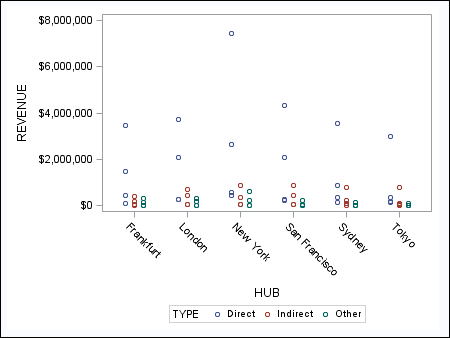 $8,000,000
$6,000,000
$4,000,000
$2,000,000
$0
REVENUE
Frankfurt
London
New York
San Francisco
Sydney
Tokyo
HUB
TYPE Direct Indirect Other